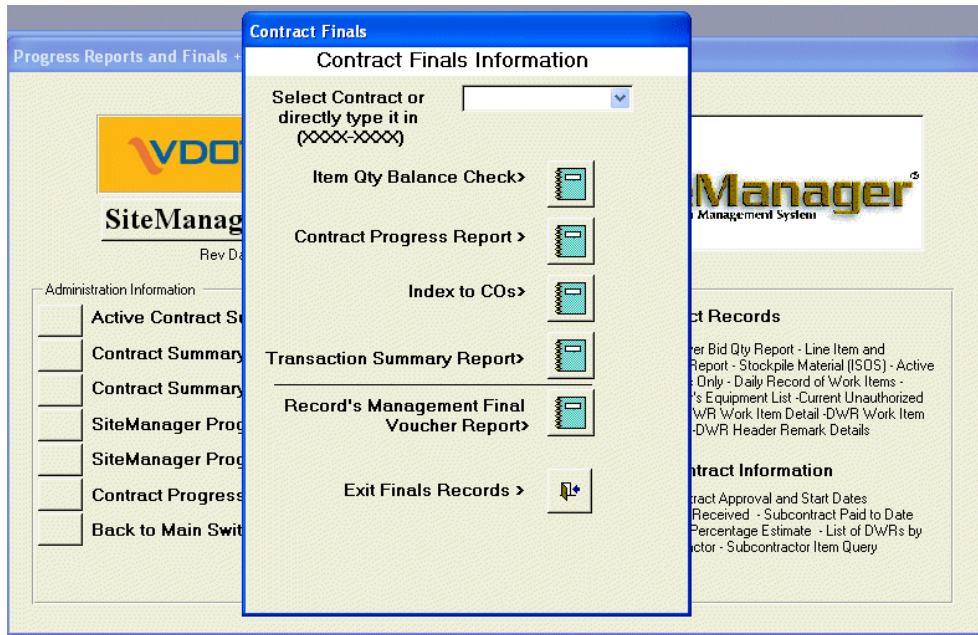 Contract Finals
Progress Reports and Finals
Contract Finals Information
Select Contract or
directly type it in
(XXXX-XXXX)
Item Qty Balance Check>
Contract Progress Report >
Index to COs>
Transaction Summary Report>
Record's Management Final
Voucher Report>
Exit Finals Records >
VDOT
SiteManag
Rev Da
Administration Information
Active Contract Su
Contract Summary
Contract Summary
SiteManager Prog
SiteManager Prog
Contract Progress
Back to Main Swit
Manager®
Management System
ct Records
er Bid Qty Report - Line Item and
Report - Stockpile Material (ISOS) - Active
Only - Daily Record of Work Items -
's Equipment List -Current Unauthorized
WR Work Item Detail -DWR Work Item
-DWR Header Remark Details
ntract Information
ract Approval and Start Dates
Received - Subcontract Paid to Date
Percentage Estimate - List of DWRs by
actor - Subcontractor Item Query